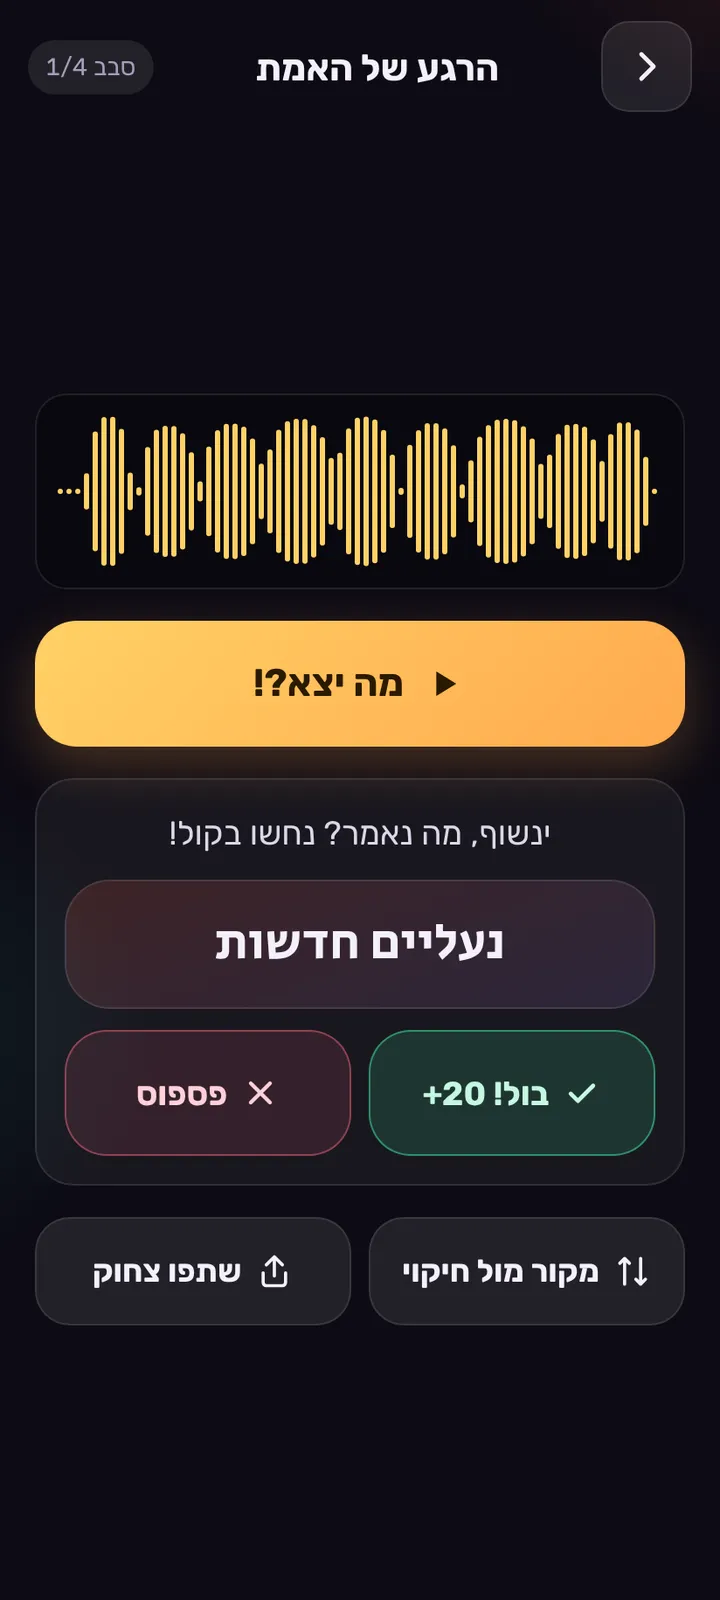 הרגע של האמת
סבב 1/4
מה יצא?!
ינשוף, מה נאמר? נחשו בקול!
נעליים חדשות
בול! 20+
פספוס
מקור מול חיקוי
שתפו צחוק